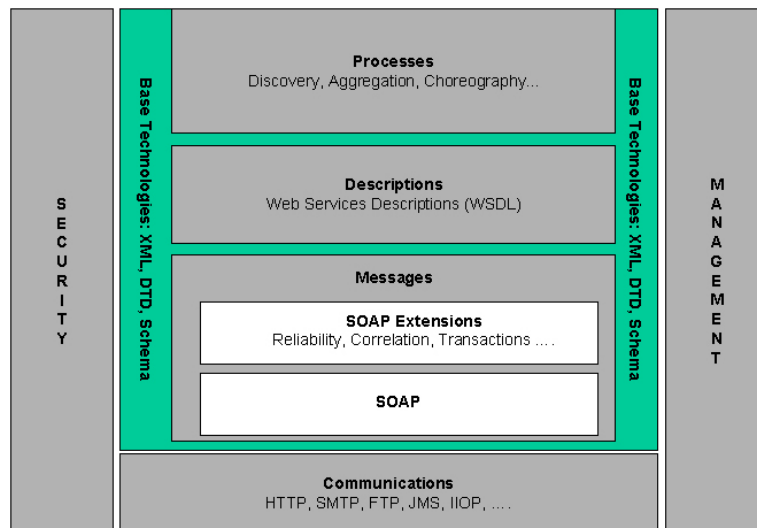 SECURITY
Base Technologies: XML, DTD, Schema
Processes
Discovery, Aggregation, Choreography...
Descriptions
Web Services Descriptions (WSDL)
Messages
SOAP Extensions
Reliability, Correlation, Transactions ....
SOAP
Base Technologies: XML, DTD, Schema
MANAGEMENT
Communications
HTTP, SMTP, FTP, JMS, IIOP, ....